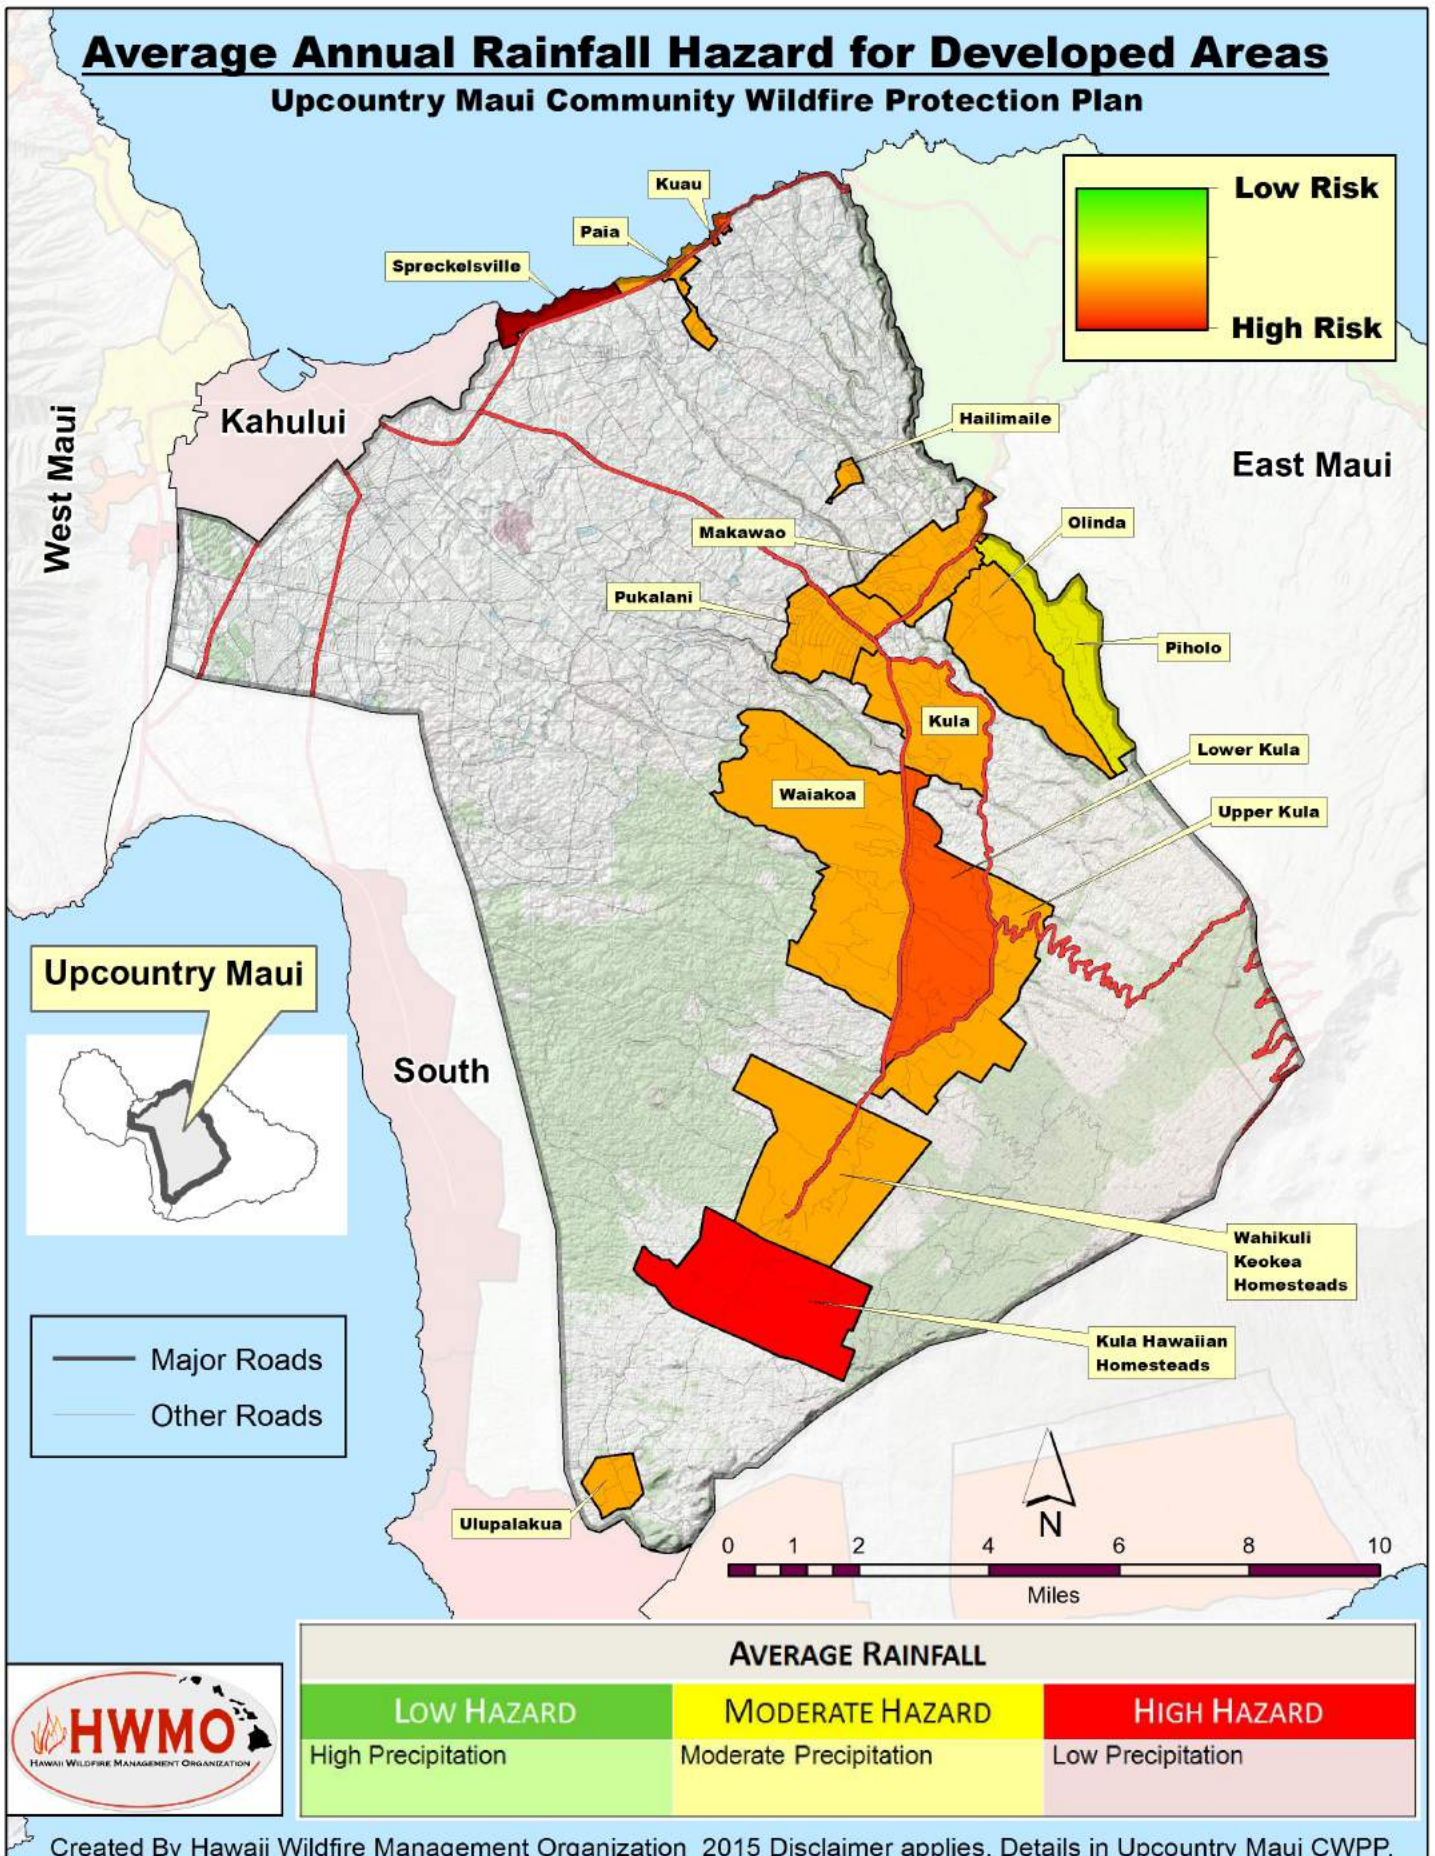 Average Annual Rainfall Hazard for Developed Areas
Upcountry Maui Community Wildfire Protection Plan
Low Risk
High Risk
Kuau
Paia
Spreckelsville
Kahului
West Maui
Hailimaile
East Maui
Olinda
Makawao
Pukalani
Piholo
Kula
Lower Kula
Waiakoa
Upper Kula
Upcountry Maui
South
Wahikuli
Keokea
Homesteads
Kula Hawaiian
Homesteads
Major Roads
Other Roads
Ulupalakua
N
0 1 2 4 6 8 10
Miles
AVERAGE RAINFALL
LOW HAZARD MODERATE HAZARD HIGH HAZARD
High Precipitation Moderate Precipitation Low Precipitation
HWMO
HAWAII WILDFIRE MANAGEMENT ORGANIZATION
Created By Hawaii Wildfire Management Organization 2015 Disclaimer applies. Details in Upcountry Maui CWPP.